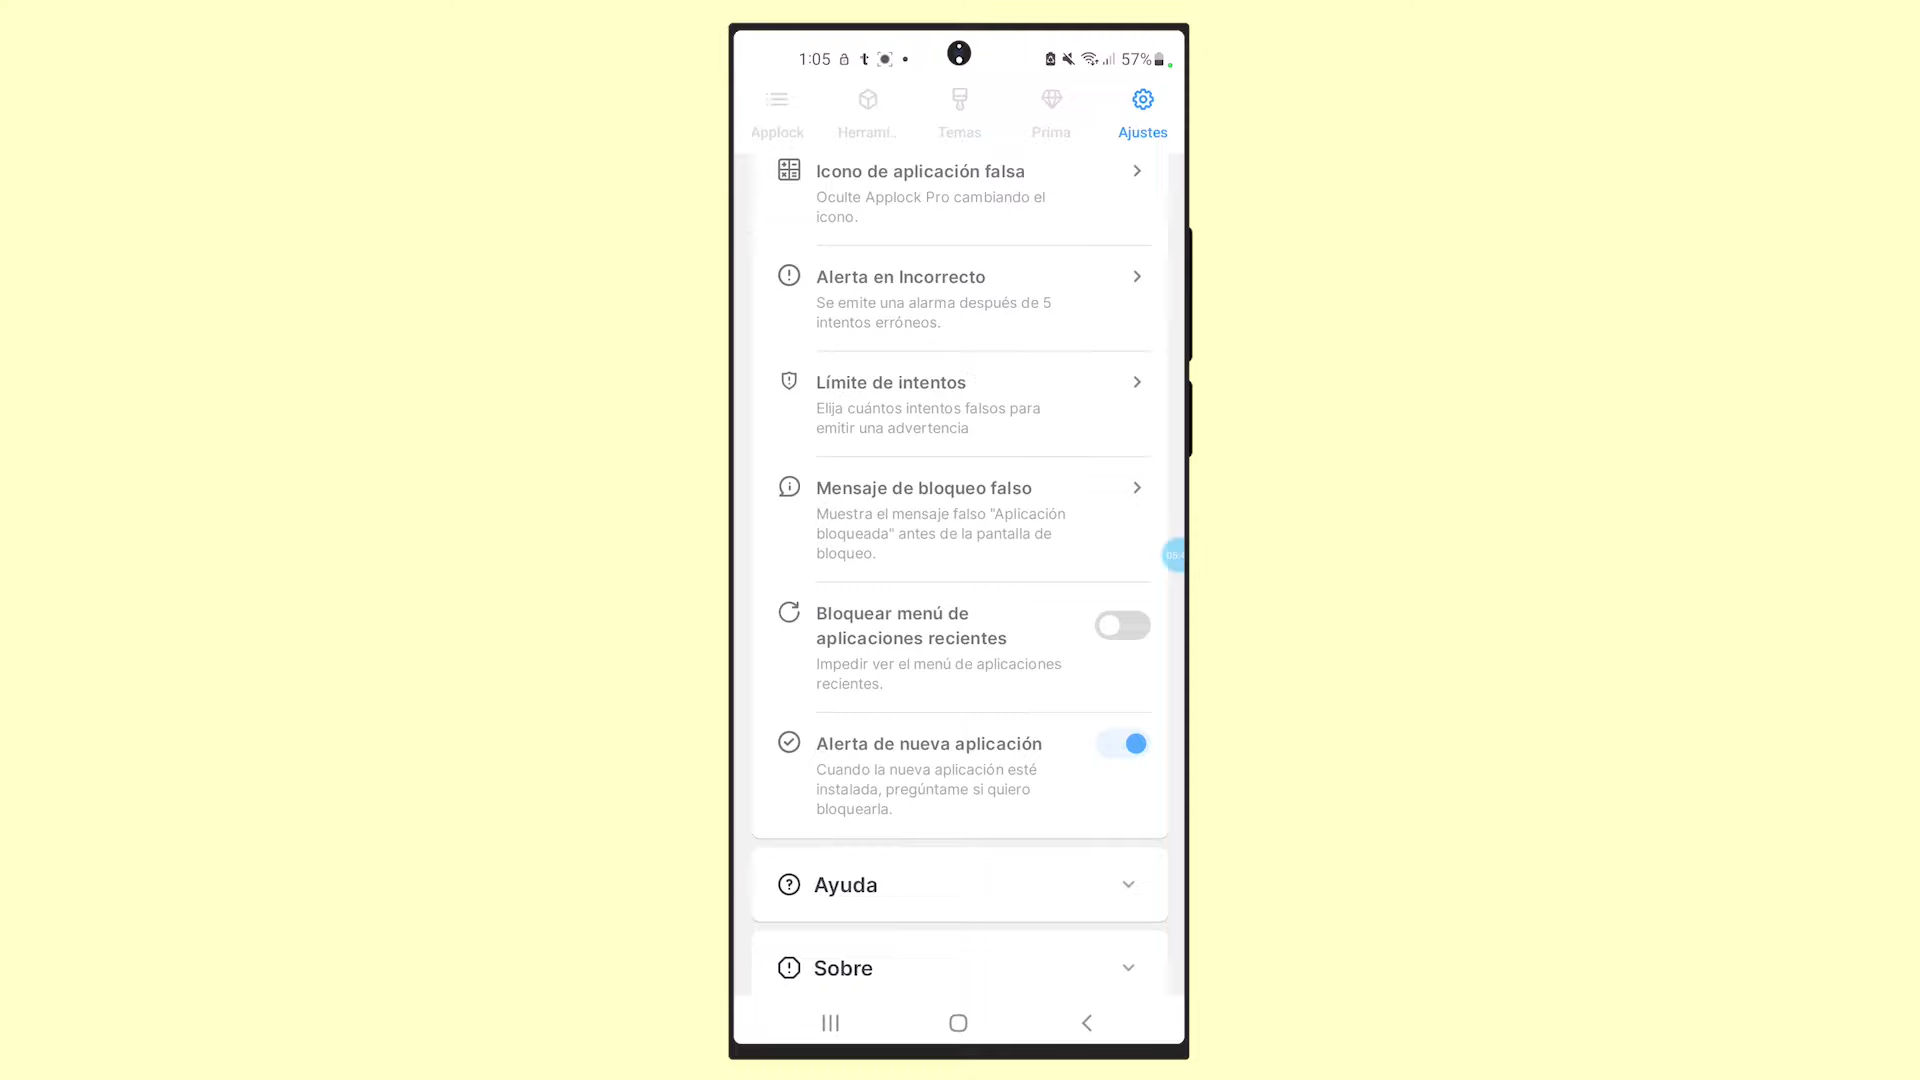 1:05 57%
Applock Herrami.. Temas Prima Ajustes
Icono de aplicación falsa
Oculte Applock Pro cambiando el
icono.
Alerta en Incorrecto
Se emite una alarma después de 5
intentos erróneos.
Límite de intentos
Elija cuántos intentos falsos para
emitir una advertencia
Mensaje de bloqueo falso
Muestra el mensaje falso "Aplicación
bloqueada" antes de la pantalla de
bloqueo.
Bloquear menú de
aplicaciones recientes
Impedir ver el menú de aplicaciones
recientes.
Alerta de nueva aplicación
Cuando la nueva aplicación esté
instalada, pregúntame si quiero
bloquearla.
Ayuda
Sobre